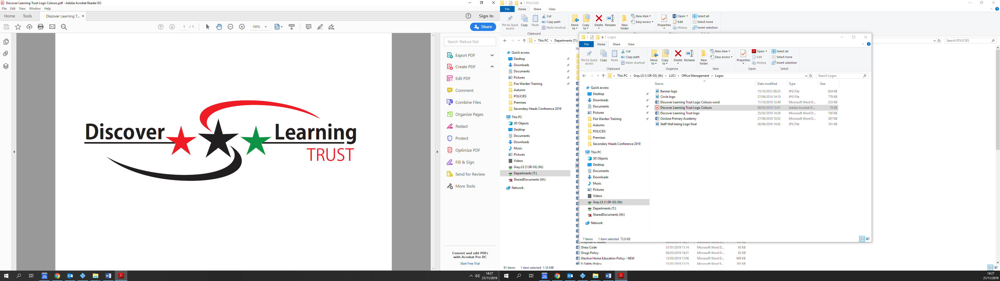 Discover Learning Trust Logo Colours.pdf - Adobe Acrobat Reader DC
File Edit View Window Help
Home Tools Discover Learning T... × Sign In
1 / 1 100% Share
Discover Learning
TRUST
Search 'Reduce Size'
Export PDF
Create PDF
Edit PDF
Comment
Combine Files
Organize Pages
Redact
Protect
Optimize PDF
Fill & Sign
Send for Review
More Tools
Convert and edit PDFs
with Acrobat Pro DC
Start Free Trial
14:27
21/11/2019
POLICIES
File Home Share View
Pin to Quick access Copy Paste Cut Copy path Paste shortcut
Move to Copy to Delete Rename New folder New item Easy access
Properties Open Edit History Select all Select none Invert selection
Clipboard
This PC > Departments (T:) Search POLICIES
Quick access
Desktop
Downloads
Documents
Pictures
Fire Warden Training
Autumn
POLICIES
Premises
Secondary Heads Conference 2019
This PC
3D Objects
Desktop
Documents
Downloads
Music
Pictures
Videos
Gray.L$ (\\SR-03) (N:)
Departments (T:)
SharedDocuments (W:)
Network
Logos
File Home Share View
Pin to Quick access Copy Paste Cut Copy path Paste shortcut
Move to Copy to Delete Rename New folder New item Easy access
Properties Open Edit History Select all Select none Invert selection
Clipboard Organise New Open Select
This PC > Gray.L$ (\\SR-03) (N:) > LUCI > Office Management > Logos Search Logos
Quick access
Desktop
Downloads
Documents
Pictures
Fire Warden Training
Autumn
POLICIES
Premises
Secondary Heads Conference 2019
This PC
3D Objects
Desktop
Documents
Downloads
Music
Pictures
Videos
Gray.L$ (\\SR-03) (N:)
Departments (T:)
SharedDocuments (W:)
Network
Name Date modified Type Size
Banner logo 15/10/2012 08:25 JPG File 624 KB
Circle logo 27/06/2014 14:10 JPG File 778 KB
Discover Learning Trust Logo Colours word 11/10/2019 12:49 Microsoft Word D... 253 KB
Discover Learning Trust Logo Colours 09/05/2019 13:31 Adobe Acrobat D... 74 KB
Discover Learning Trust logo 25/02/2019 14:38 Microsoft Word D... 100 KB
Oxclose Primary Academy 27/06/2018 10:52 Microsoft Word D... 397 KB
Staff Well being Logo final 26/06/2018 14:42 JPG File 741 KB
7 items 1 item selected 73.8 KB
Dress Code 31/01/2019 11:14 Microsoft Word D... 93 KB
Drugs Policy 06/03/2019 14:21 Microsoft Word D... 82 KB
Elective Home Education Policy - NEW 13/05/2019 11:06 Microsoft Word D... 699 KB
E-Safety Policy 31/01/2019 11:15 Microsoft Word 9... 202 KB
81 items 1 item selected 1.16 MB
14:27
21/11/2019